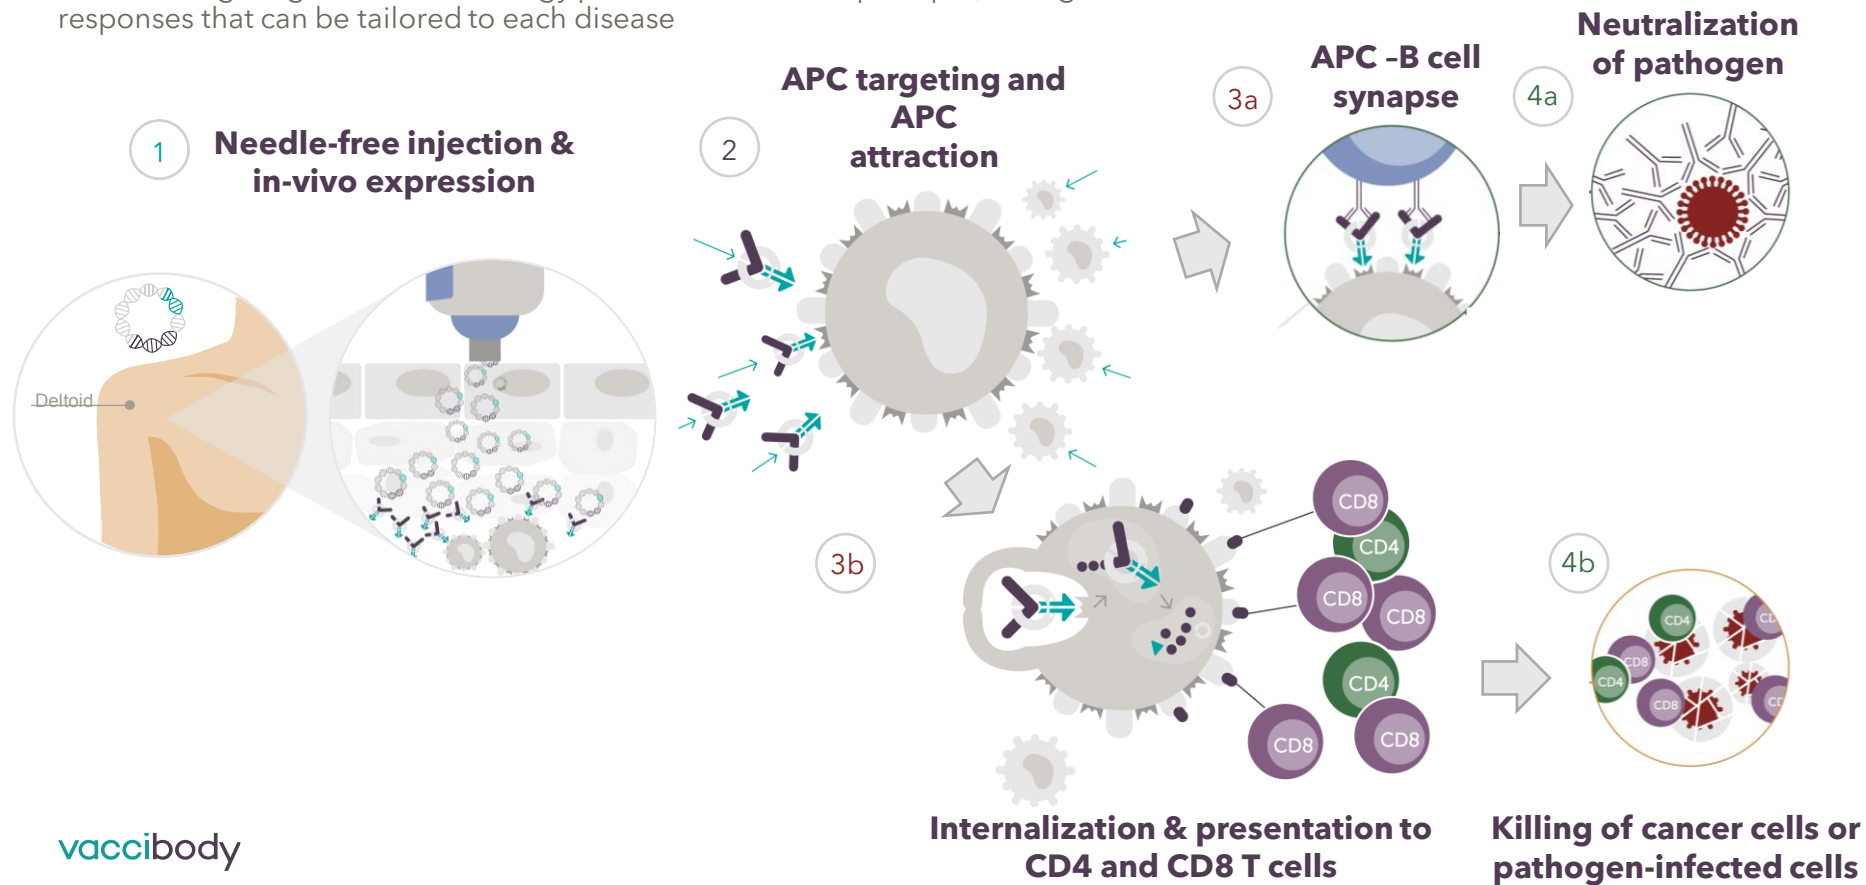 responses that can be tailored to each disease
1
Needle-free injection &
in-vivo expression
Deltoid
2
APC targeting and
APC
attraction
3a
APC –B cell
synapse
4a
Neutralization
of pathogen
3b
CD8
CD4
CD8
CD8
CD4
CD8
CD8
Internalization & presentation to
CD4 and CD8 T cells
4b
CD4
CD8
CD4
CD8
Killing of cancer cells or
pathogen-infected cells
vaccibody